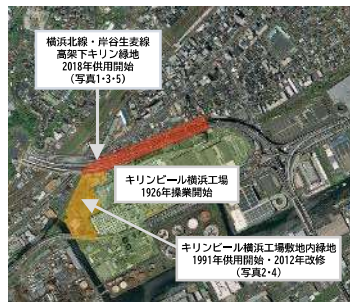 横浜北線・岸谷生麦線
高架下キリン緑地
2018年供用開始
(写真1・3・5)
キリンビール横浜工場
1926年操業開始
キリンビール横浜工場敷地内緑地
1991年供用開始・2012年改修
(写真2・4)